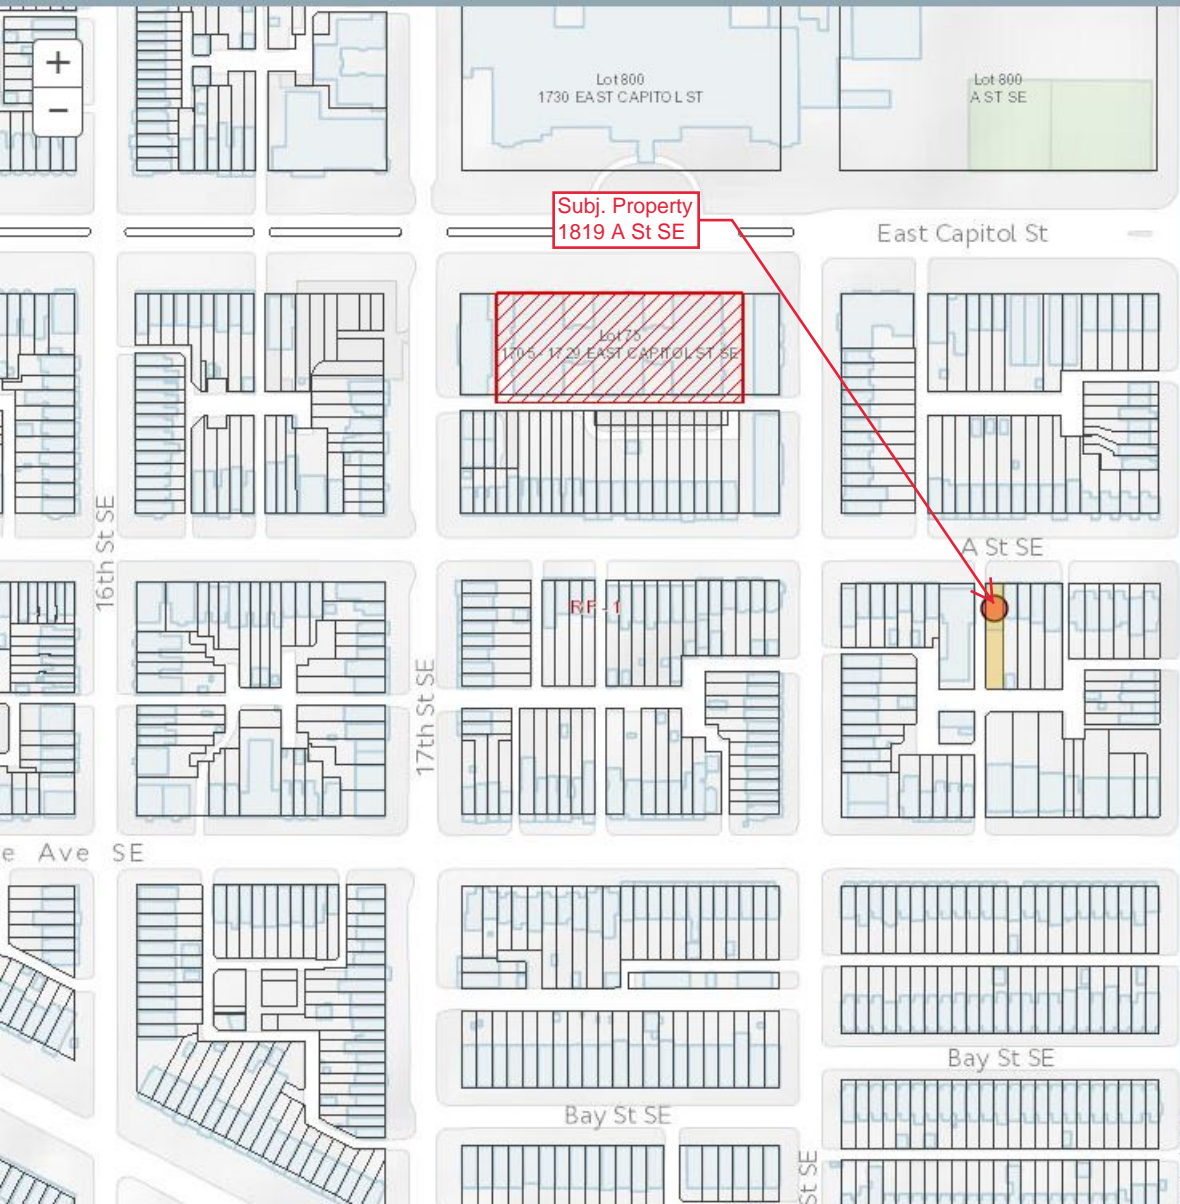 +
−
Lot 800
1730 EAST CAPITOL ST
Lot 800
A ST SE
Subj. Property
1819 A St SE
East Capitol St
Lot 75
1705 - 1729 EAST CAPITOL ST SE
16th St SE
A St SE
RF-1
17th St SE
e Ave SE
Bay St SE
Bay St SE
St SE